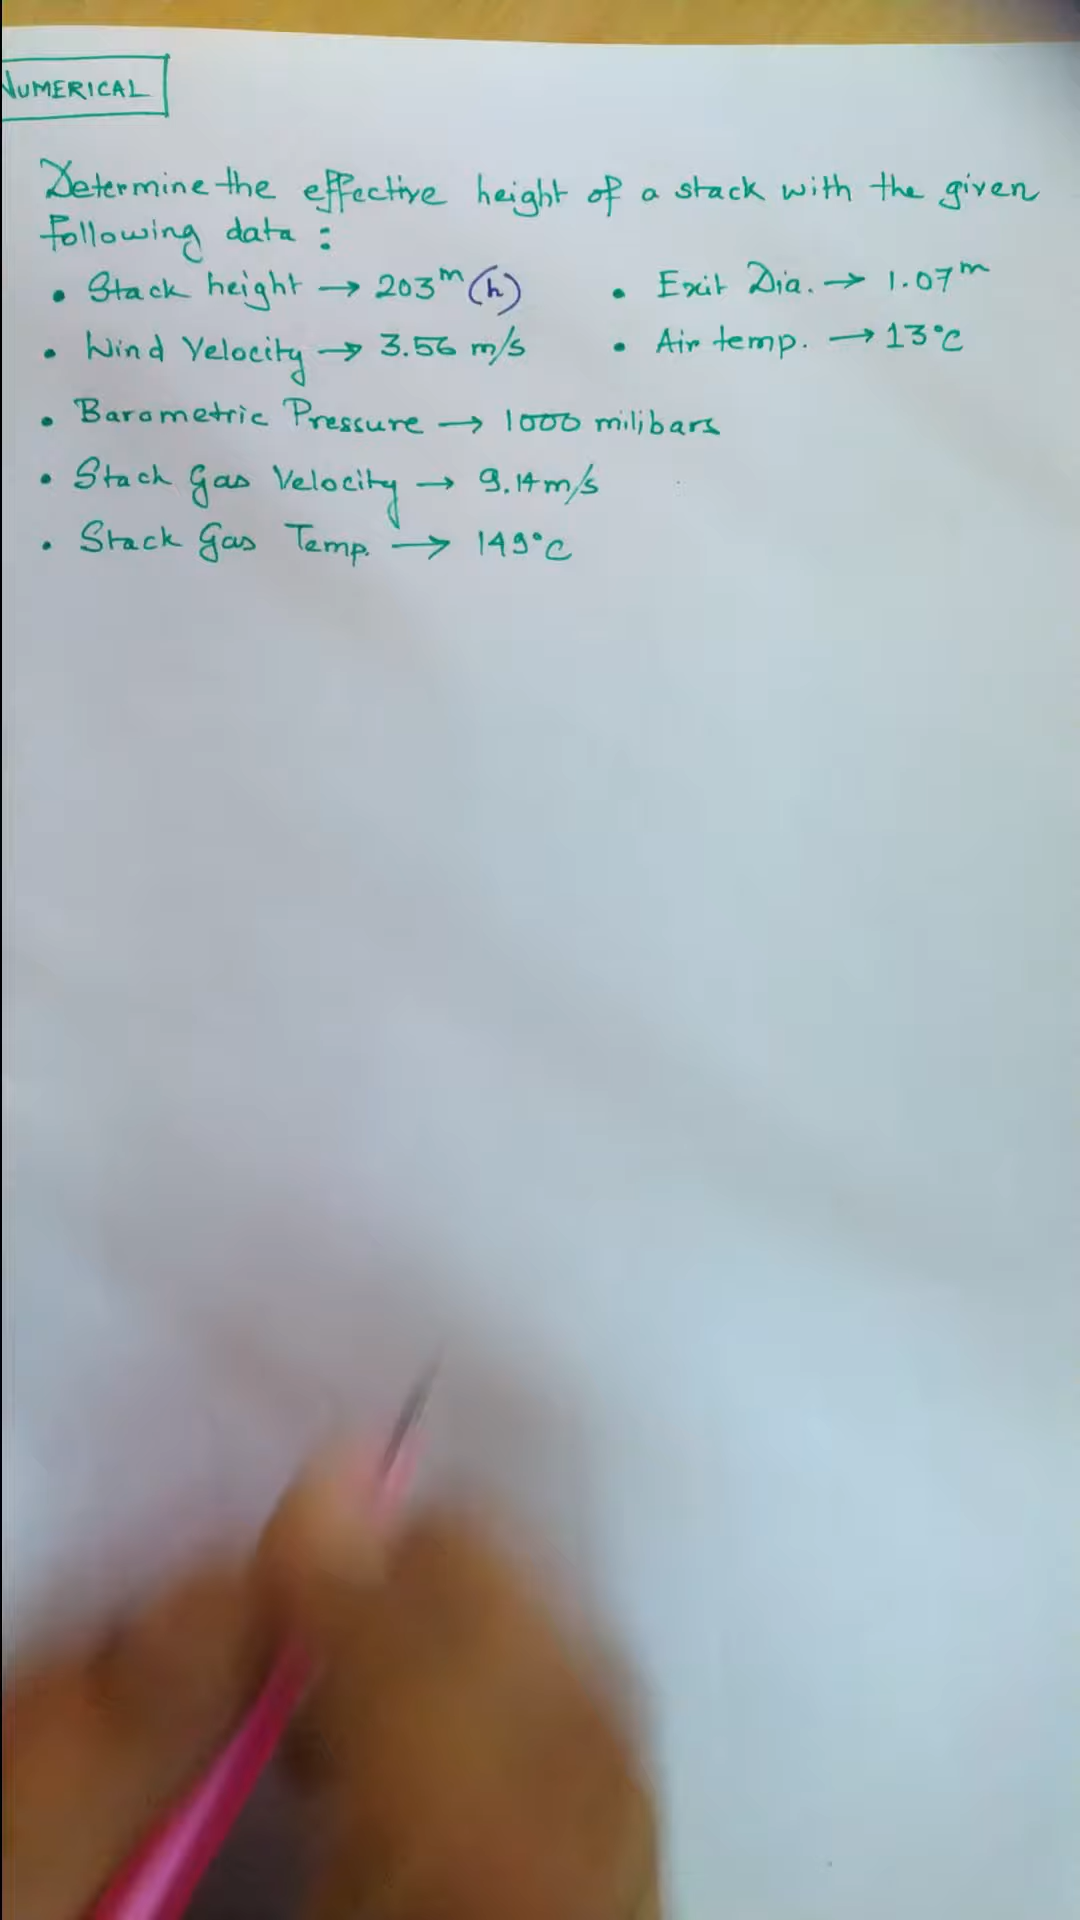 NUMERICAL
Determine the effective height of a stack with the given
following data :
• Stack height → 203m (h) • Exit Dia. → 1.07m
• Wind Velocity → 3.56 m/s • Air temp. → 13°C
• Barometric Pressure → 1000 milibars
• Stack Gas Velocity → 9.14 m/s
• Stack Gas Temp. → 149°C